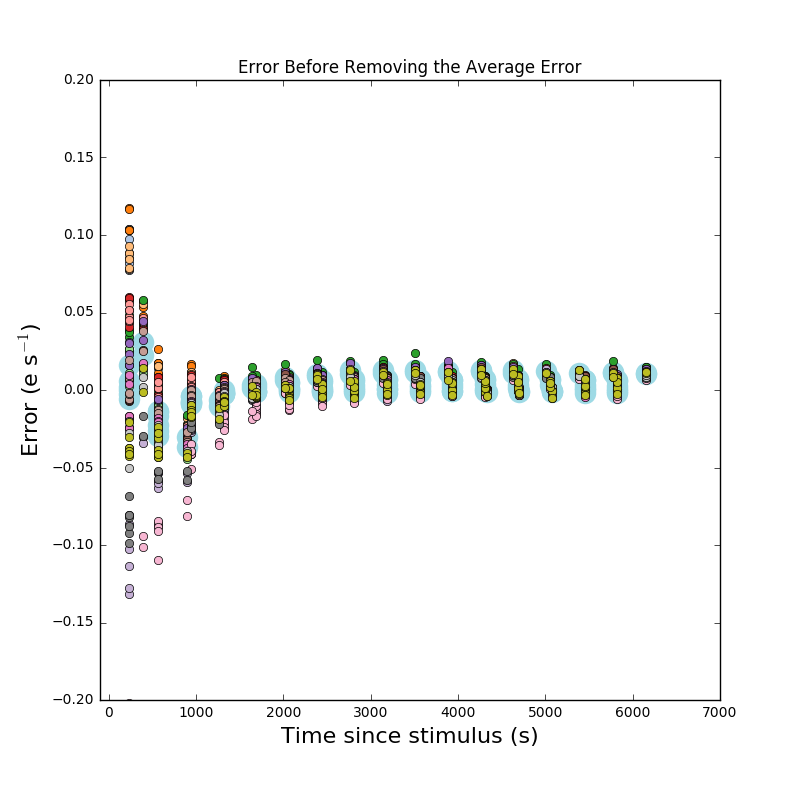 Error Before Removing the Average Error
0.20
0.15
0.10
0.05
0.00
−0.05
−0.10
−0.15
−0.20
Error (e s⁻¹)
0 1000 2000 3000 4000 5000 6000 7000
Time since stimulus (s)